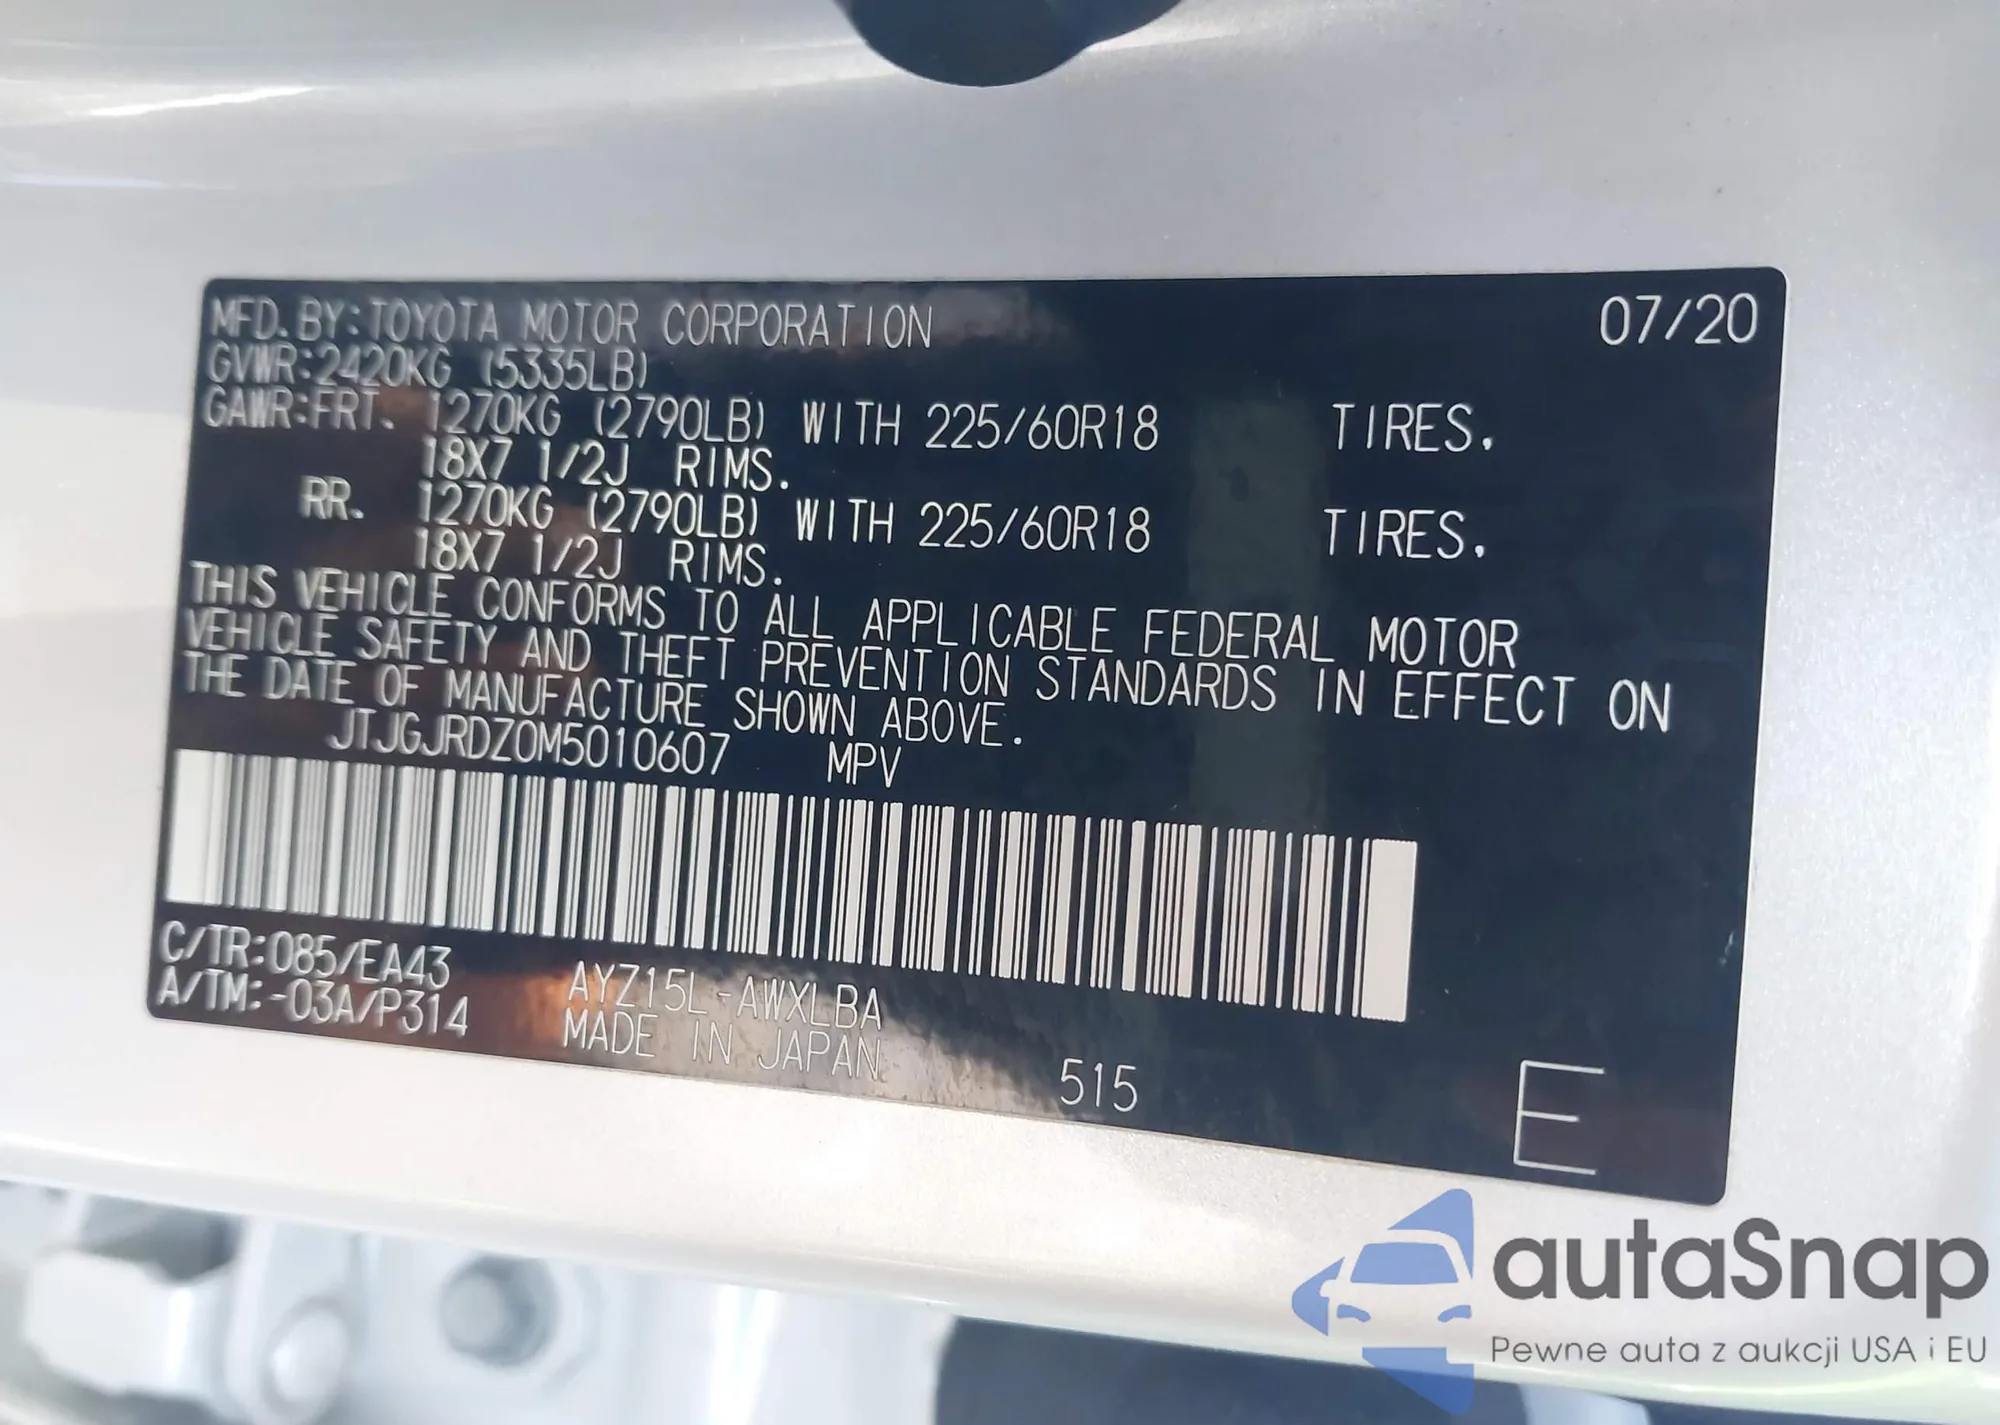 MFD. BY: TOYOTA MOTOR CORPORATION 07/20
GVWR: 2420KG (5335LB)
GAWR: FRT. 1270KG (2790LB) WITH 225/60R18 TIRES.
18X7 1/2J RIMS.
RR. 1270KG (2790LB) WITH 225/60R18 TIRES.
18X7 1/2J RIMS.
THIS VEHICLE CONFORMS TO ALL APPLICABLE FEDERAL MOTOR
VEHICLE SAFETY AND THEFT PREVENTION STANDARDS IN EFFECT ON
THE DATE OF MANUFACTURE SHOWN ABOVE.
JTJGJRDZ0M5010607 MPV
C/TR: 085/EA43 AYZ15L-AWXLBA
A/TM: -03A/P314 MADE IN JAPAN 515
E
autaSnap
Pewne auta z aukcji USA i EU